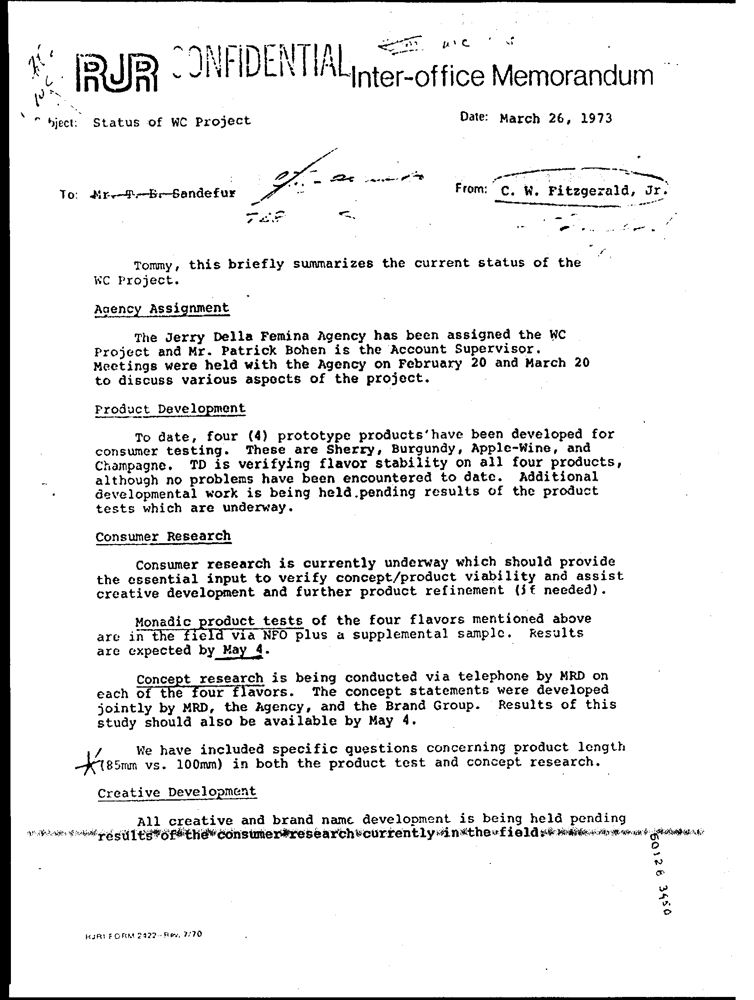 RJR CONFIDENTIAL Inter-office Memorandum
bject: Status of WC Project
Date: March 26, 1973
To: Mr. T. E. Sandefur
From: C. W. Fitzgerald, Jr.
Tommy, this briefly summarizes the current status of the
WC Project.
Agency Assignment
The Jerry Della Femina Agency has been assigned the WC
Project and Mr. Patrick Bohen is the Account Supervisor.
Meetings were held with the Agency on February 20 and March 20
to discuss various aspects of the project.
Product Development
To date, four (4) prototype products have been developed for
consumer testing. These are Sherry, Burgundy, Apple-Wine, and
Champagne. TD is verifying flavor stability on all four products,
although no problems have been encountered to date. Additional
developmental work is being held pending results of the product
tests which are underway.
Consumer Research
Consumer research is currently underway which should provide
the essential input to verify concept/product viability and assist
creative development and further product refinement (if needed).
Monadic product tests of the four flavors mentioned above
are in the field via NFO plus a supplemental sample. Results
are expected by May 4.
Concept research is being conducted via telephone by MRD on
each of the four flavors. The concept statements were developed
jointly by MRD, the Agency, and the Brand Group. Results of this
study should also be available by May 4.
We have included specific questions concerning product length
(85mm vs. 100mm) in both the product test and concept research.
Creative Development
All creative and brand name development is being held pending
results of the consumer research currently in the field.
50128 3450
RJRI FORM 2422--Rev. 7/70